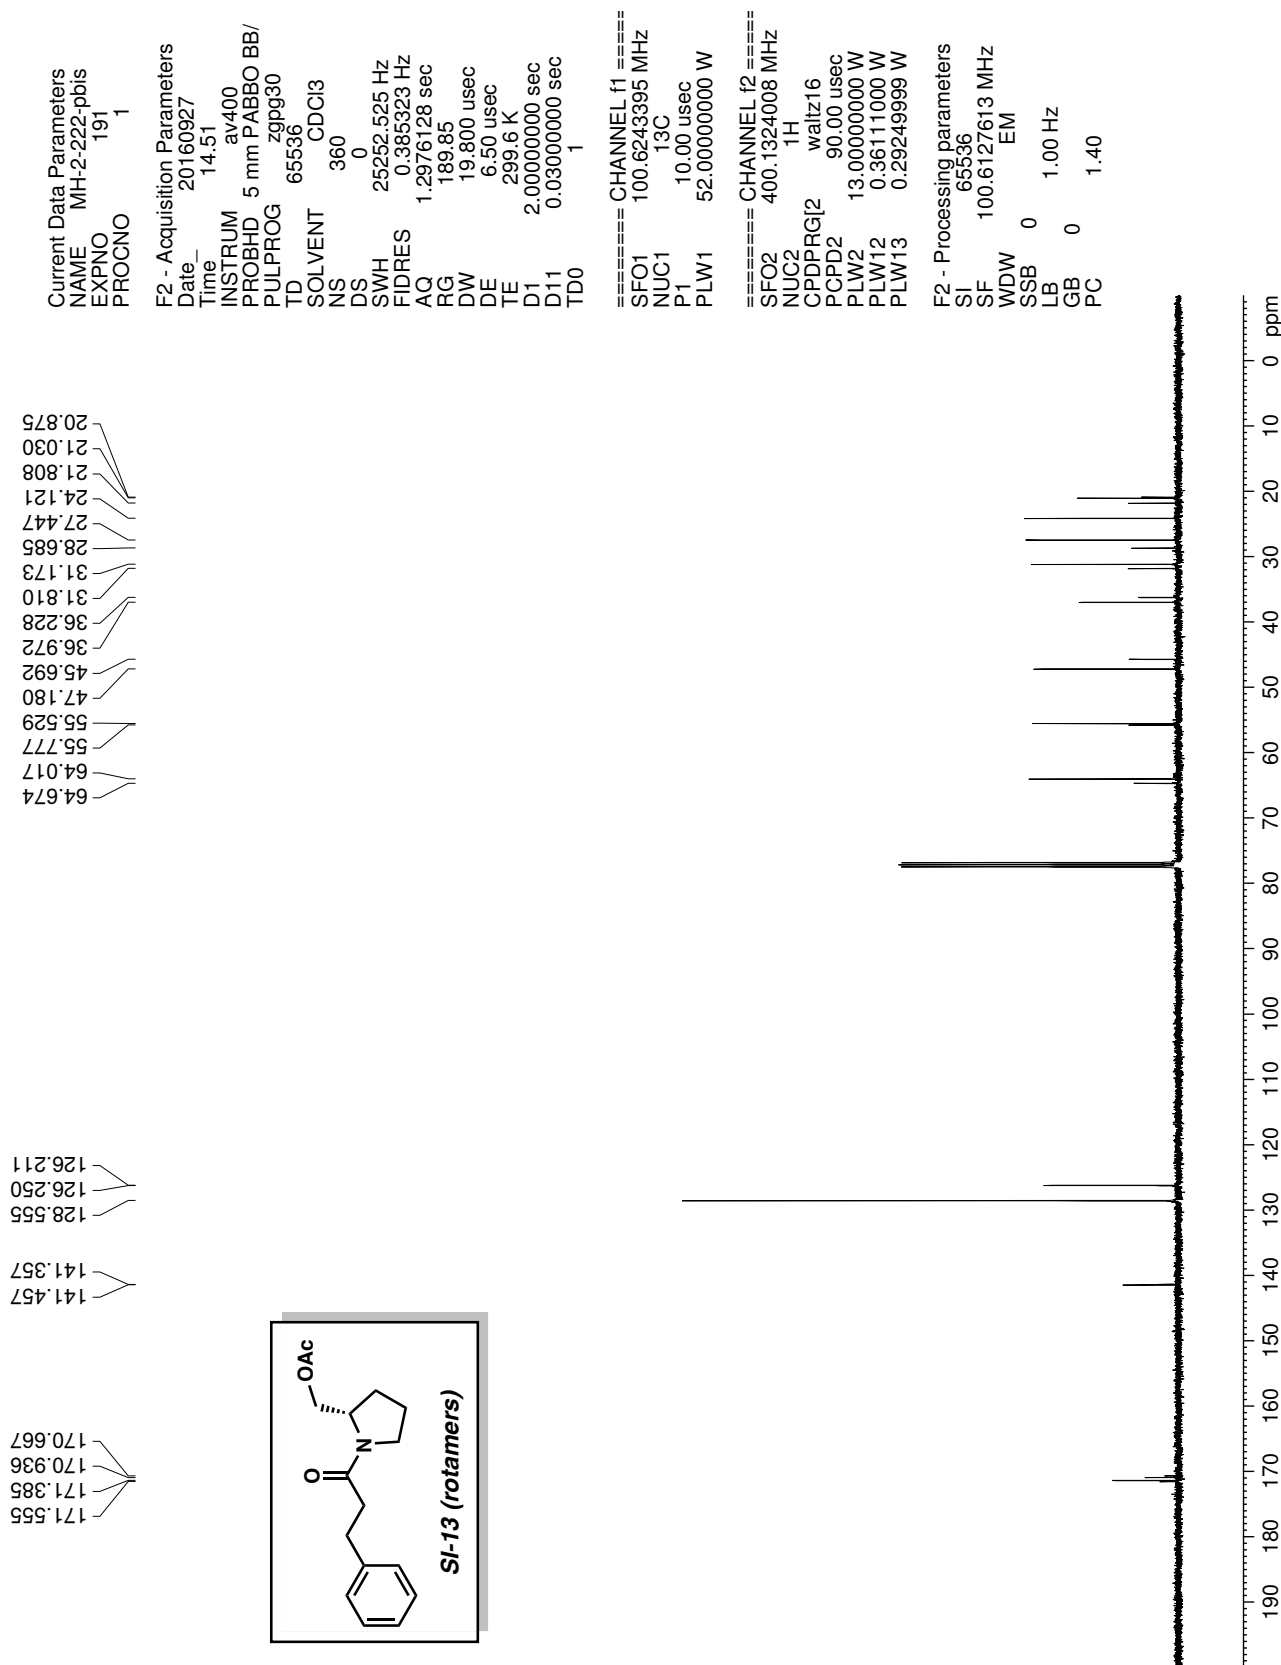 Current Data Parameters
NAME MH-2-222-pbis
EXPNO 191
PROCNO 1
F2 - Acquisition Parameters
Date_ 20160927
Time 14.51
INSTRUM av400
PROBHD 5 mm PABBO BB/
PULPROG zgpg30
TD 65536
SOLVENT CDCl3
NS 360
DS 0
SWH 25252.525 Hz
FIDRES 0.385323 Hz
AQ 1.2976128 sec
RG 189.85
DW 19.800 usec
DE 6.50 usec
TE 299.6 K
D1 2.00000000 sec
D11 0.03000000 sec
TD0 1
======== CHANNEL f1 ========
SFO1 100.6243395 MHz
NUC1 13C
P1 10.00 usec
PLW1 52.00000000 W
======== CHANNEL f2 ========
SFO2 400.1324008 MHz
NUC2 1H
CPDPRG[2 waltz16
PCPD2 90.00 usec
PLW2 13.00000000 W
PLW12 0.36111000 W
PLW13 0.29249999 W
F2 - Processing parameters
SI 65536
SF 100.6127613 MHz
WDW EM
SSB 0
LB 1.00 Hz
GB 0
PC 1.40
171.555
171.385
170.936
170.667
141.457
141.357
128.555
126.250
126.211
64.674
64.017
55.777
55.529
47.180
45.692
36.972
36.228
31.810
31.173
28.685
27.447
24.121
21.808
21.030
20.875
O
N
OAc
SI-13 (rotamers)
190 180 170 160 150 140 130 120 110 100 90 80 70 60 50 40 30 20 10 0 ppm